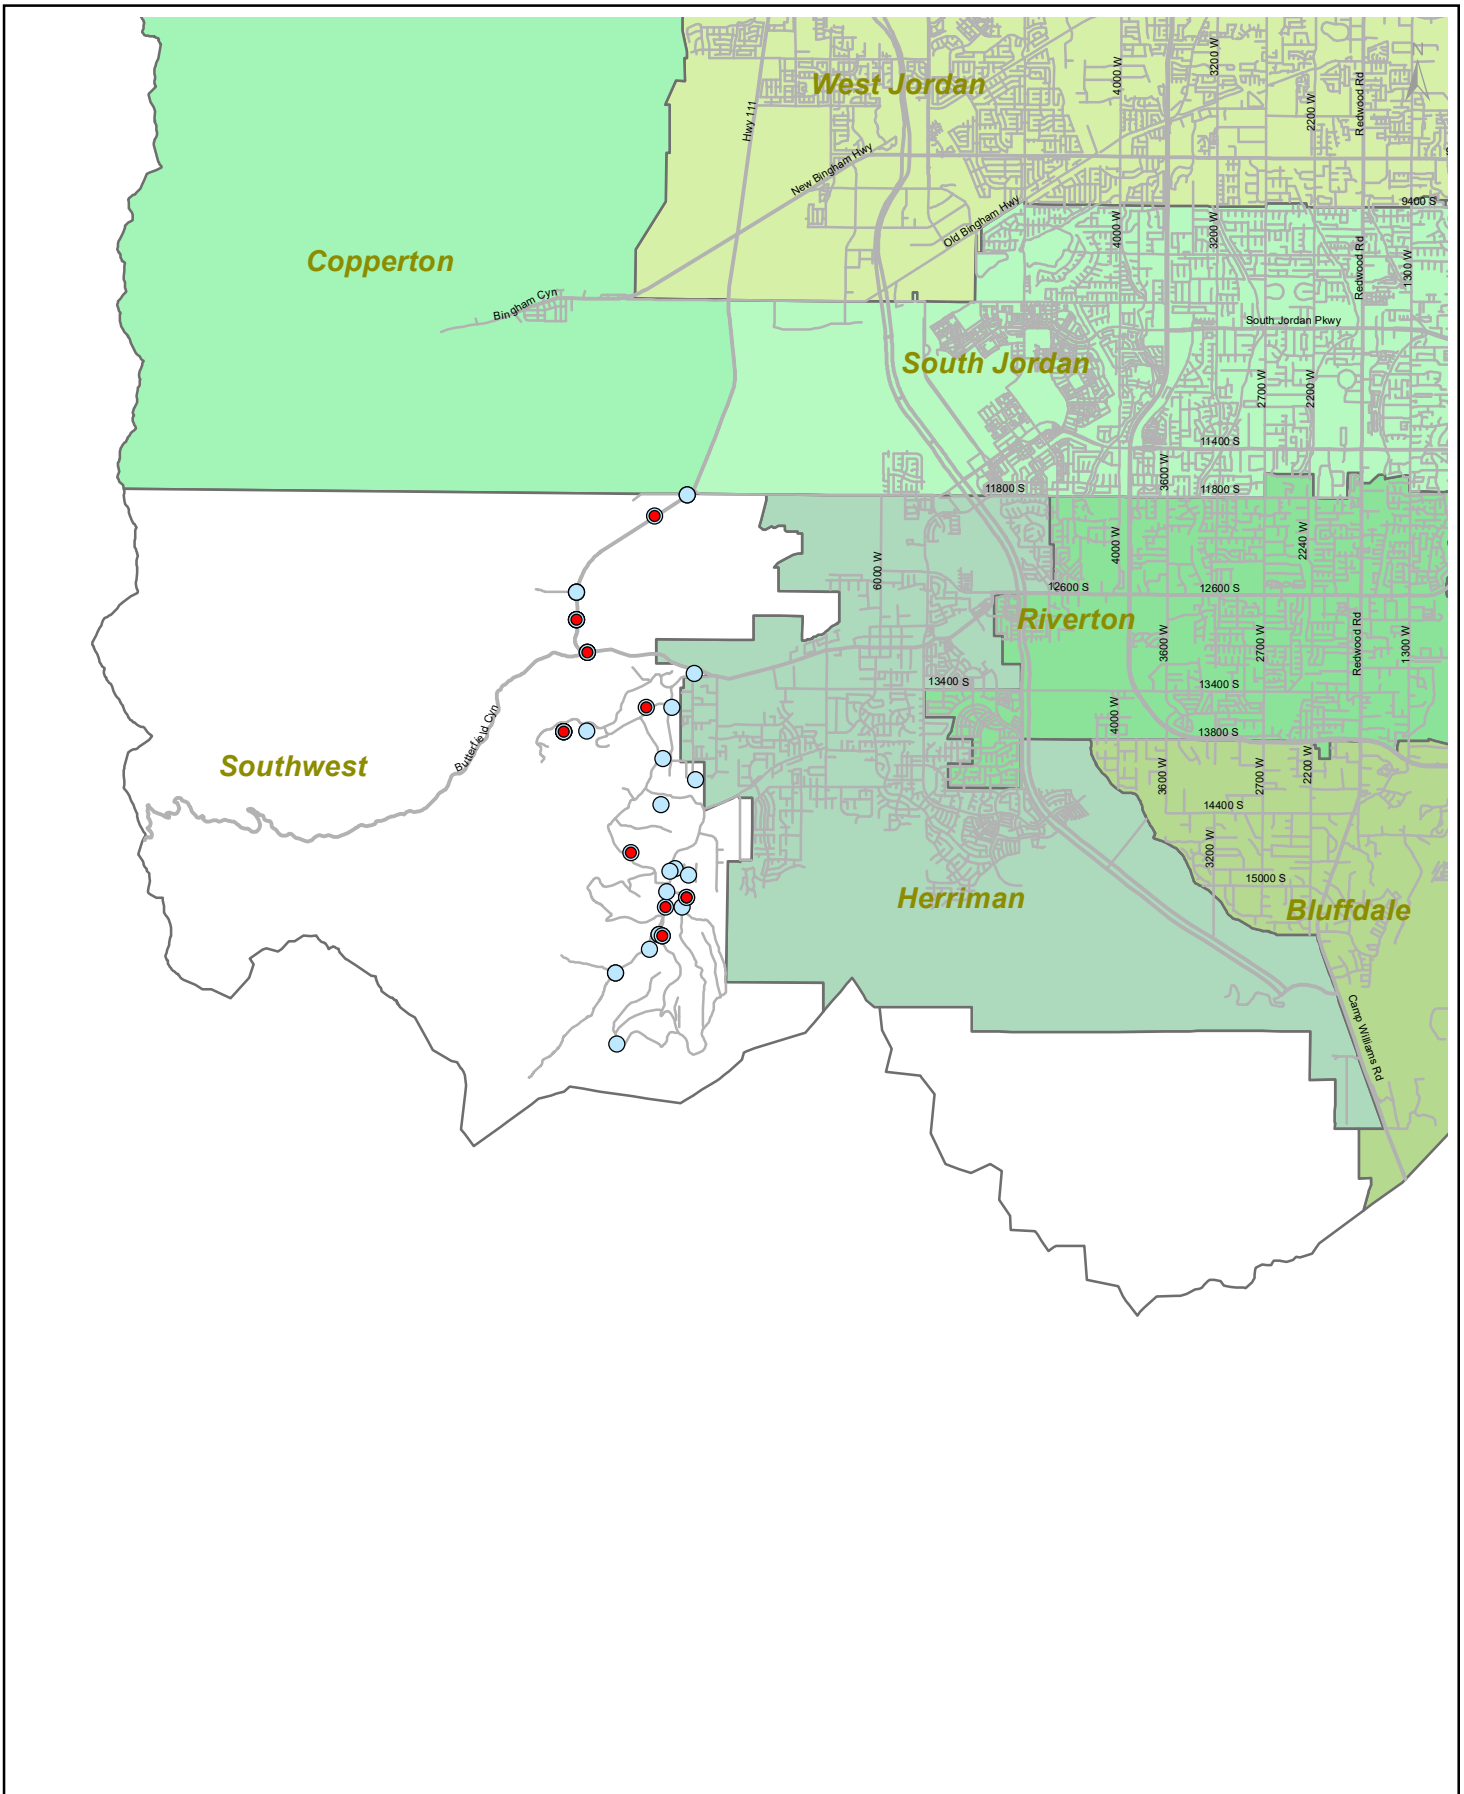 West Jordan
Hwy 111
4000 W
3200 W
2200 W
Redwood Rd
N
New Bingham Hwy
Old Bingham Hwy
9400 S
4000 W
3200 W
Redwood Rd
1300 W
Copperton
Bingham Cyn
South Jordan Pkwy
South Jordan
2700 W
2200 W
11400 S
3600 W
11800 S
11800 S
4000 W
2240 W
6000 W
12600 S
12600 S
Riverton
3600 W
2700 W
Redwood Rd
1300 W
13400 S
13400 S
4000 W
13800 S
Butterfield Cyn
Southwest
3600 W
2700 W
2200 W
14400 S
3200 W
15000 S
Herriman
Bluffdale
Camp Williams Rd